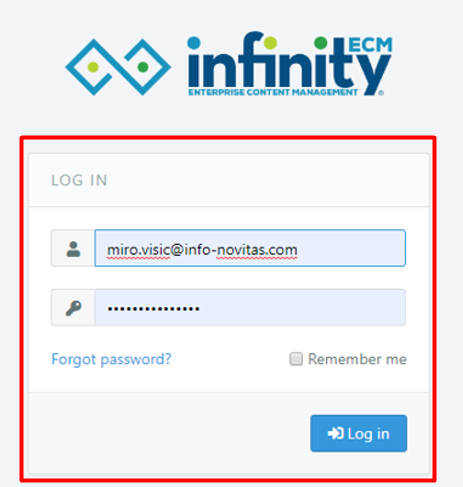 infinity ECM
ENTERPRISE CONTENT MANAGEMENT ®
LOG IN
miro.visic@info-novitas.com
•••••••••••••••
Forgot password? Remember me
Log in